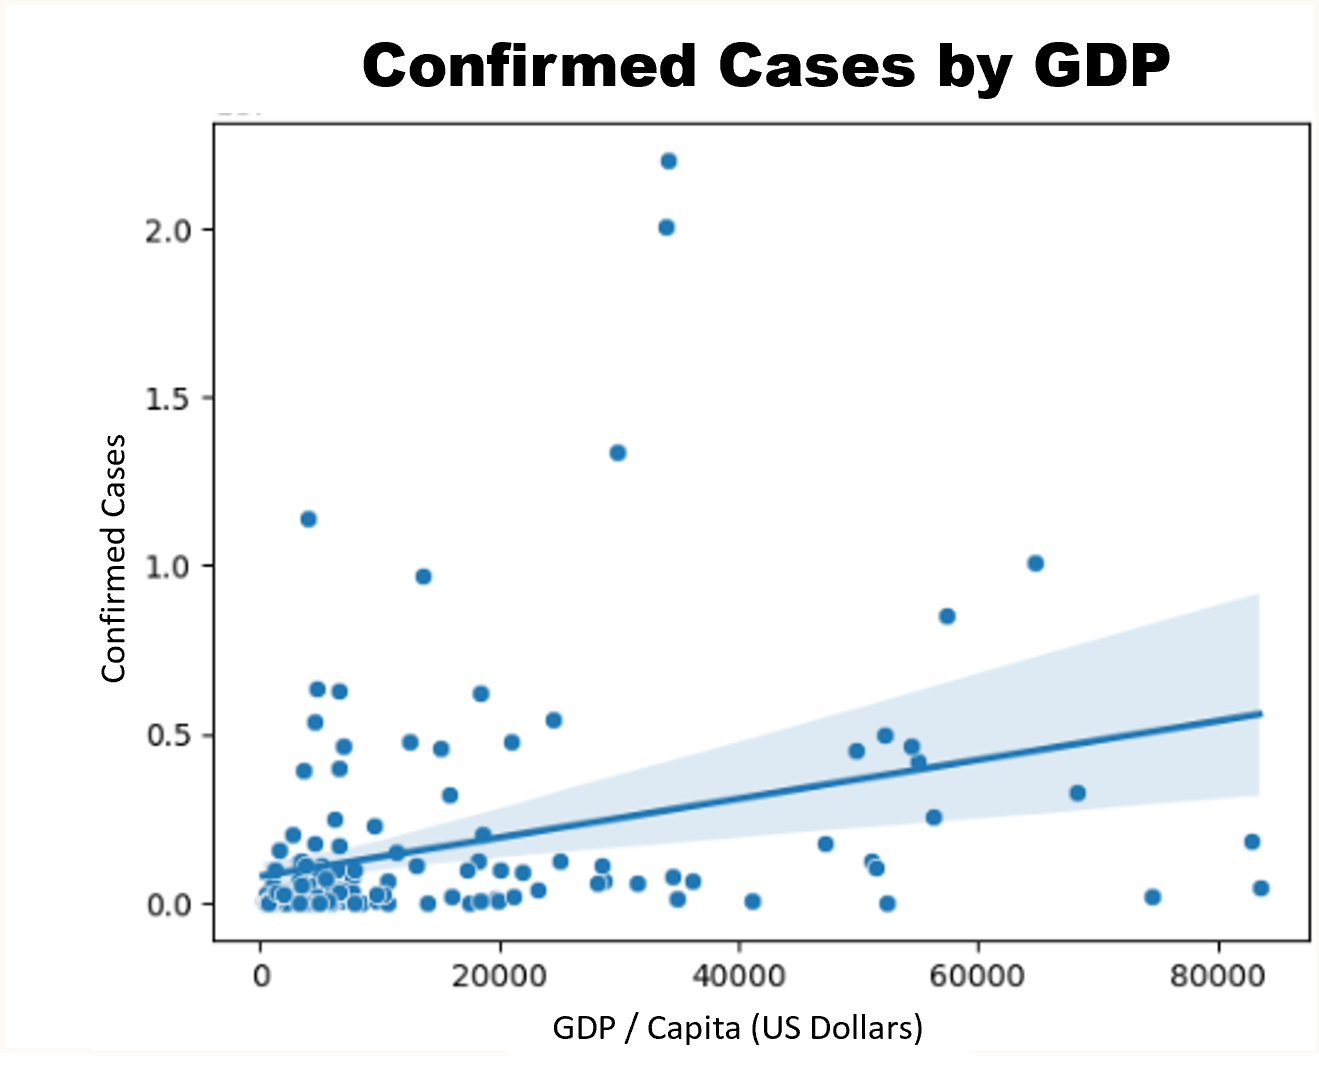 Confirmed Cases by GDP
2.0
1.5
1.0
0.5
0.0
Confirmed Cases
0 20000 40000 60000 80000
GDP / Capita (US Dollars)